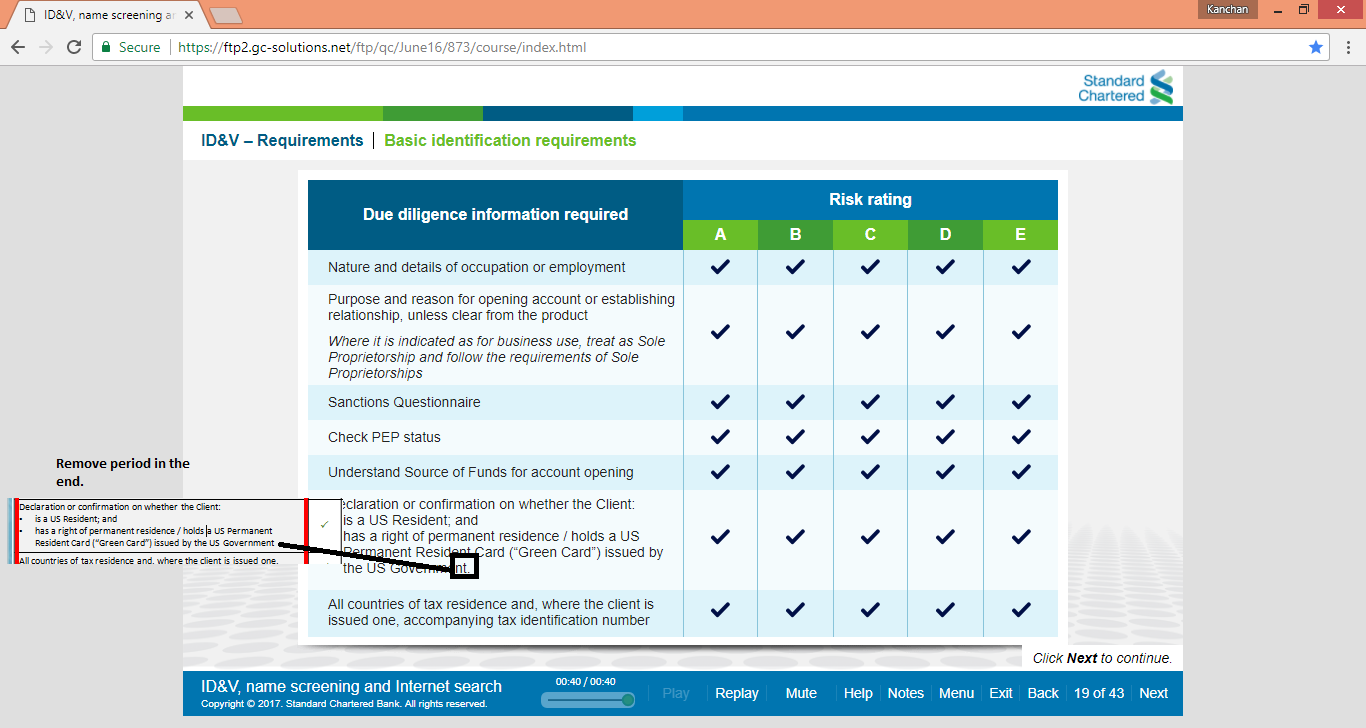 ID&V, name screening ar
Kanchan
Secure
https://ftp2.gc-solutions.net/ftp/qc/June16/873/course/index.html
Standard
Chartered
ID&V – Requirements | Basic identification requirements
Due diligence information required
Risk rating
A B C D E
Nature and details of occupation or employment
Purpose and reason for opening account or establishing
relationship, unless clear from the product
Where it is indicated as for business use, treat as Sole
Proprietorship and follow the requirements of Sole
Proprietorships
Sanctions Questionnaire
Check PEP status
Understand Source of Funds for account opening
Remove period in the
end.
Declaration or confirmation on whether the Client:
• is a US Resident; and
• has a right of permanent residence / holds a US Permanent
Resident Card (“Green Card”) issued by the US Government
All countries of tax residence and, where the client is issued one,
eclaration or confirmation on whether the Client:
is a US Resident; and
has a right of permanent residence / holds a US
Permanent Resident Card (“Green Card”) issued by
the US Government.
All countries of tax residence and, where the client is
issued one, accompanying tax identification number
Click Next to continue.
ID&V, name screening and Internet search
Copyright © 2017. Standard Chartered Bank. All rights reserved.
00:40 / 00:40
Play Replay Mute Help Notes Menu Exit Back 19 of 43 Next